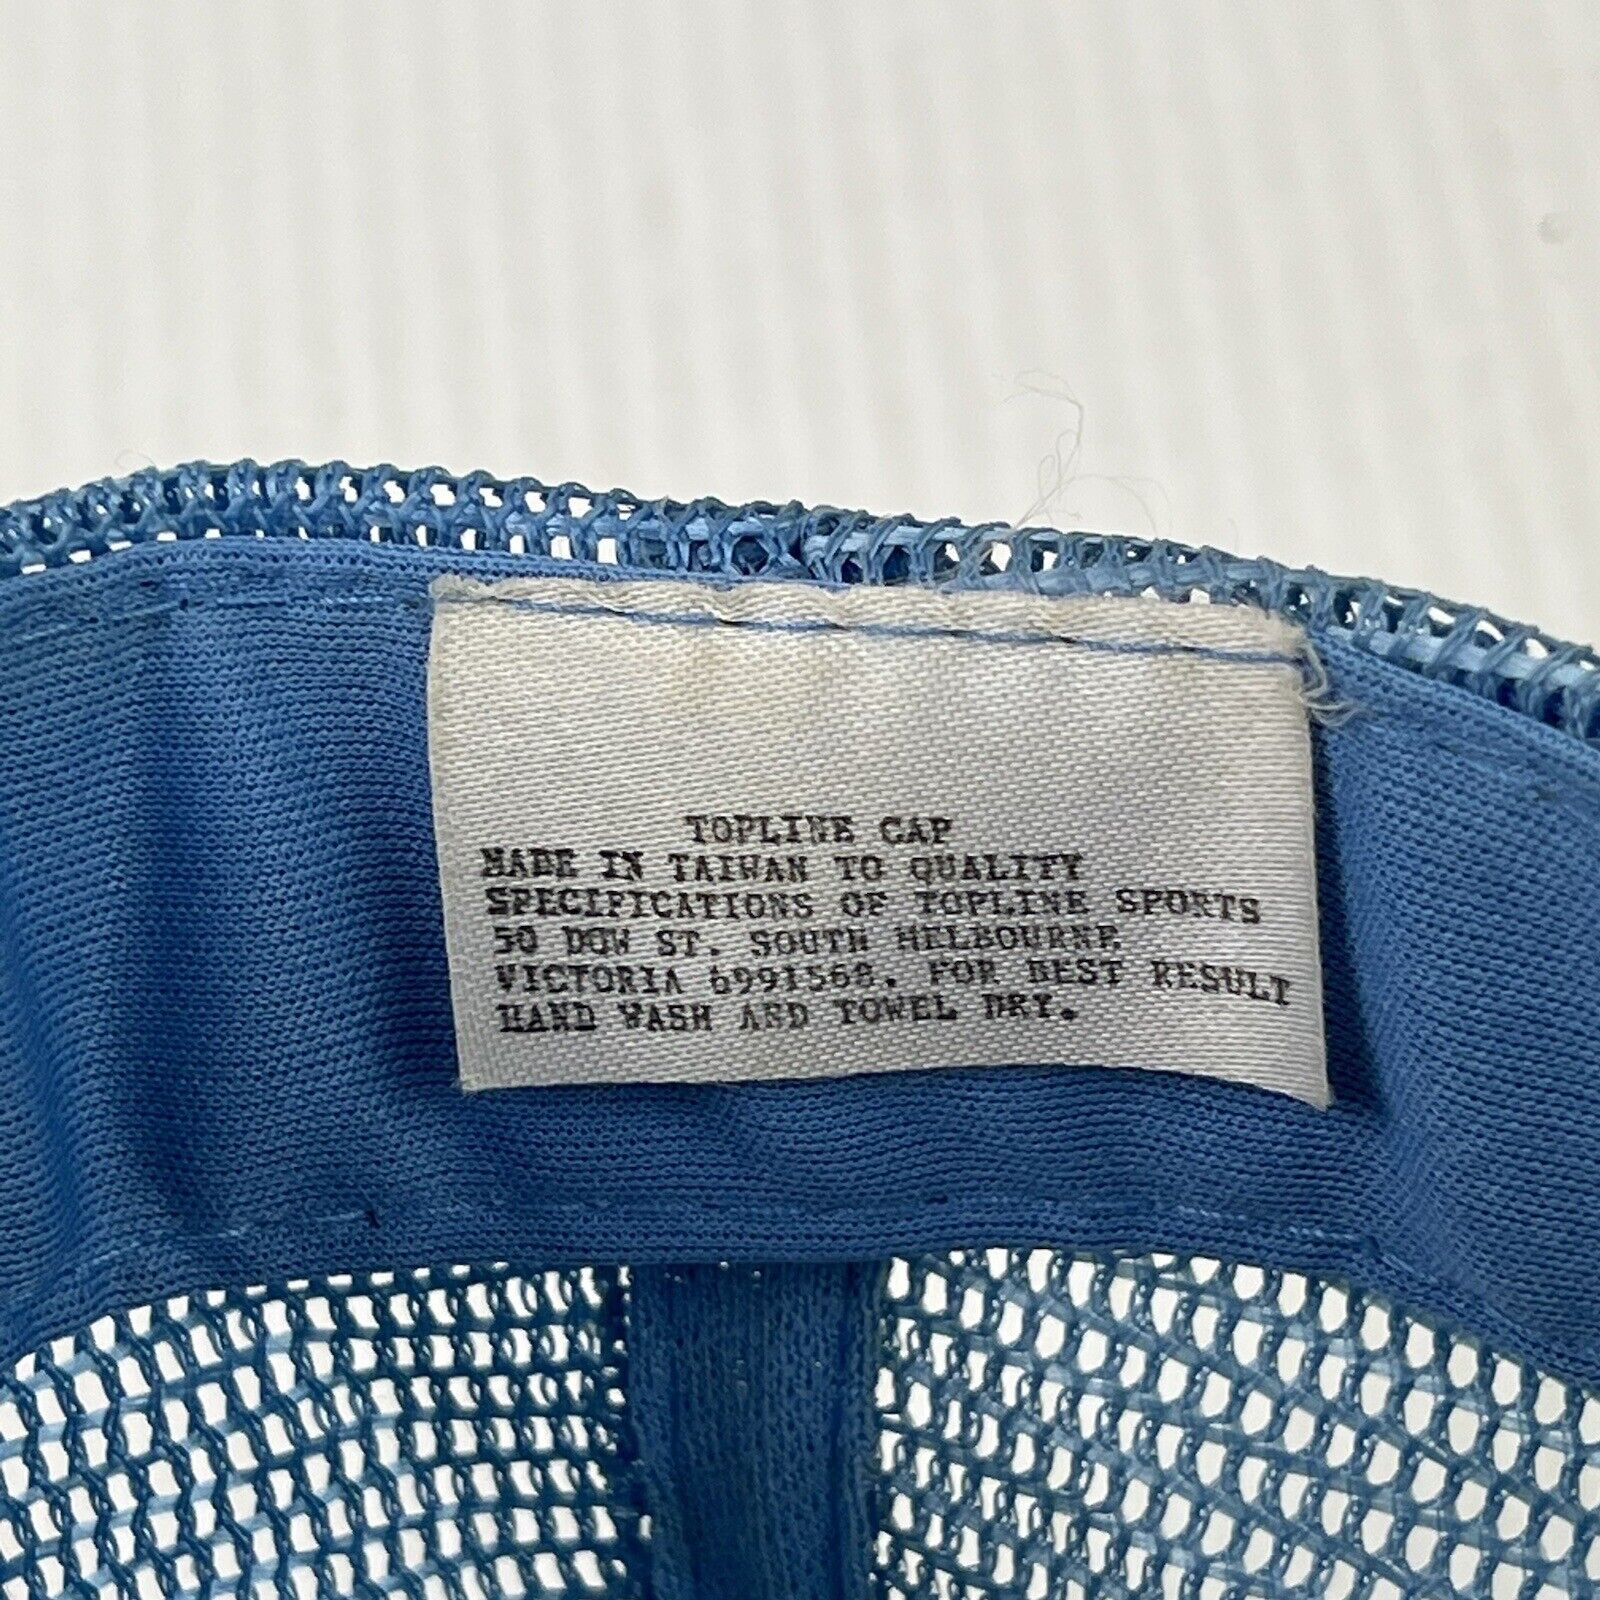 TOPLINE CAP
MADE IN TAIWAN TO QUALITY
SPECIFICATIONS OF TOPLINE SPORTS
50 DOW ST. SOUTH MELBOURNE.
VICTORIA 6991568. FOR BEST RESULT
HAND WASH AND TOWEL DRY.